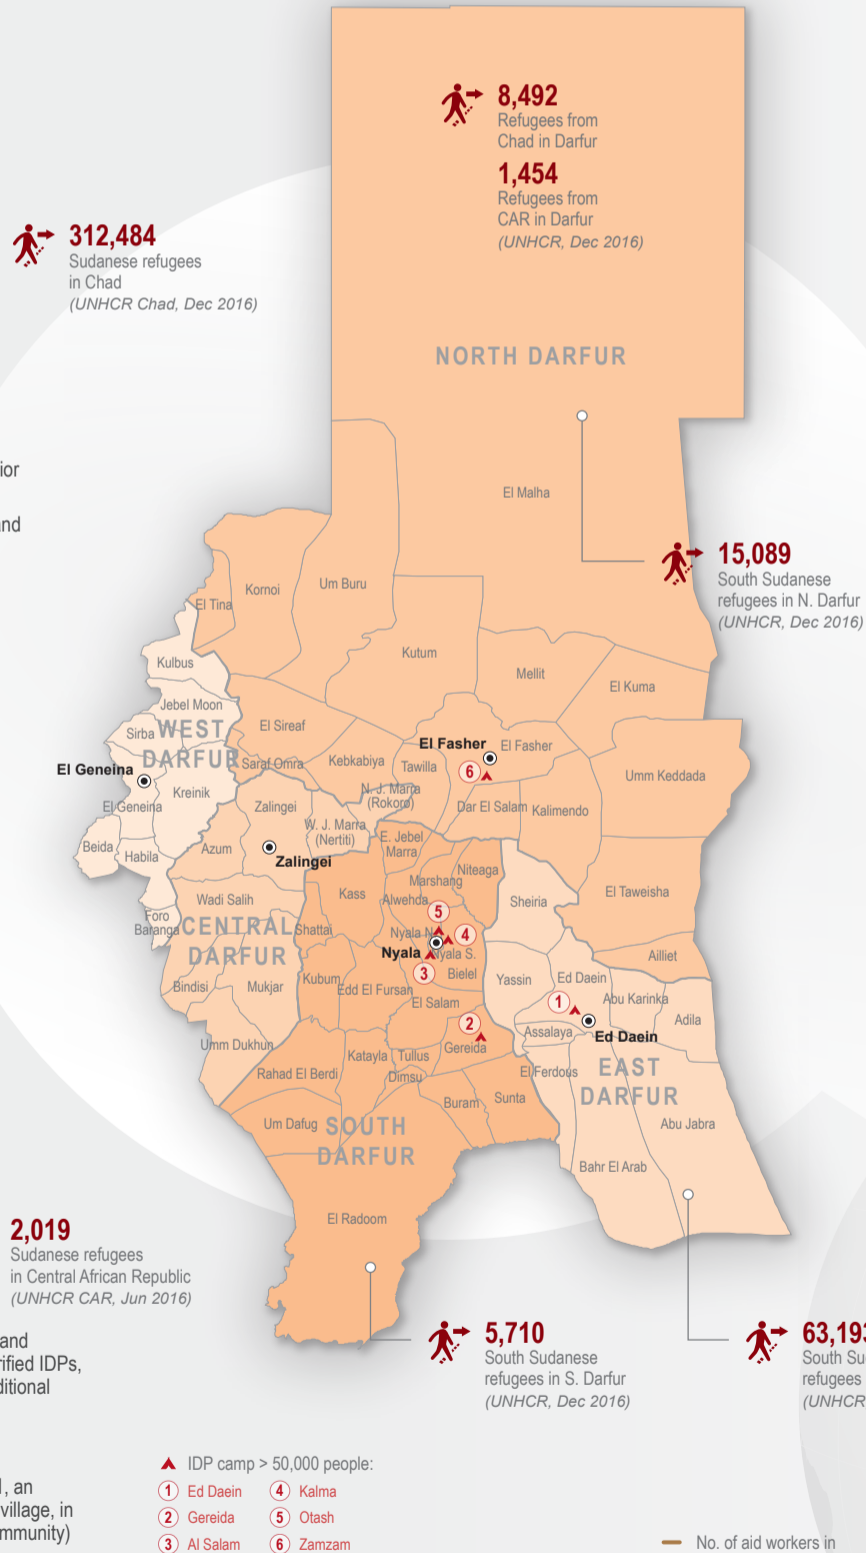 8,492
Refugees from
Chad in Darfur
1,454
Refugees from
CAR in Darfur
(UNHCR, Dec 2016)
312,484
Sudanese refugees
in Chad
(UNHCR Chad, Dec 2016)
NORTH DARFUR
ior
and
El Malha
15,089
South Sudanese
refugees in N. Darfur
(UNHCR, Dec 2016)
El Tina
Kornoi
Um Buru
Kutum
Mellit
El Kuma
Kulbus
Jebel Moon
Sirba
WEST
DARFUR
El Sireaf
Saraf Omra
Kebkabiya
Tawilla
El Fasher
El Fasher
6
Umm Keddada
El Geneina
El Geneina
Kreinik
N. J. Marra
(Rokoro)
Dar El Salam
Kalimendo
Zalingei
W. J. Marra
(Nertiti)
Beida
Habila
Azum
Zalingei
E. Jebel
Marra
Niteaga
Marshang
Kass
Alwehda
Sheiria
El Taweisha
Wadi Salih
Foro
Baranga
CENTRAL
DARFUR
Shattai
5
Nyala N.
4
Nyala
Nyala S.
3
Bielel
Ailliet
Yassin
Ed Daein
Abu Karinka
Bindisi
Mukjar
Kubum
Edd El Fursan
El Salam
1
Adila
Ed Daein
Assalaya
Umm Dukhun
2
Gereida
Katayla
Tullus
Dimsu
Rahad El Berdi
El Ferdous
EAST
DARFUR
Buram
Sunta
Um Dafug
SOUTH
DARFUR
Abu Jabra
Bahr El Arab
El Radoom
2,019
Sudanese refugees
in Central African Republic
(UNHCR CAR, Jun 2016)
and
rified IDPs,
ditional
5,710
South Sudanese
refugees in S. Darfur
(UNHCR, Dec 2016)
63,193
South Su
refugees
(UNHCR
, an
village, in
mmunity)
IDP camp > 50,000 people:
1 Ed Daein
4 Kalma
2 Gereida
5 Otash
3 Al Salam
6 Zamzam
No. of aid workers in